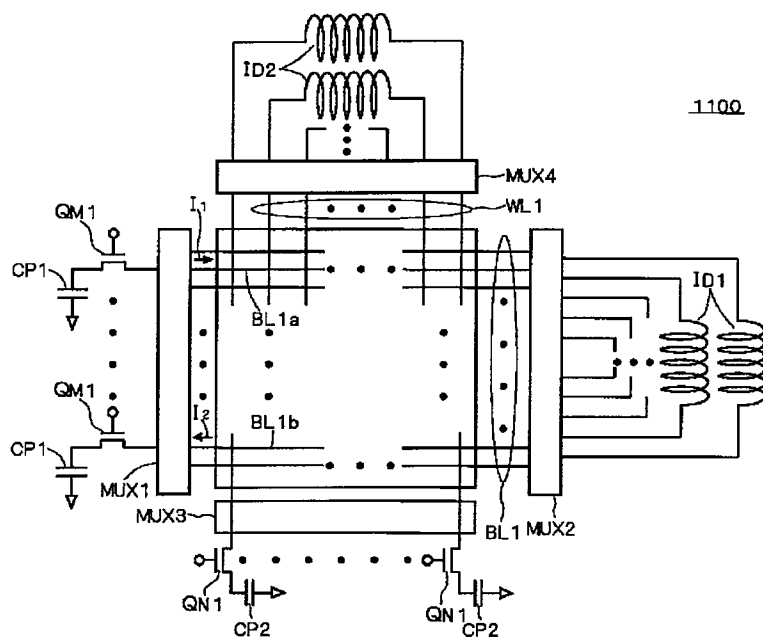 ID2
1100
MUX4
QM1
I1
WL1
CP1
ID1
BL1a
QM1
I2
BL1b
CP1
MUX1
MUX3
BL1
MUX2
QN1
QN1
CP2
CP2